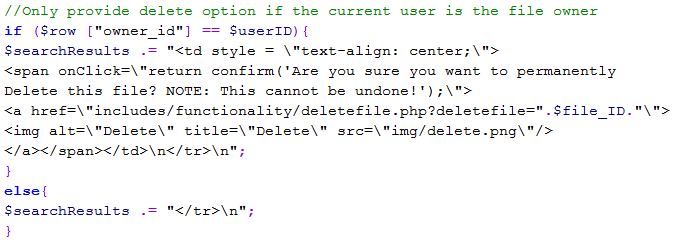 //Only provide delete option if the current user is the file owner
if ($row ["owner_id"] == $userID){
$searchResults .= "<td style = \"text-align: center;\">
<span onClick=\"return confirm('Are you sure you want to permanently
Delete this file? NOTE: This cannot be undone!');\">
<a href=\"includes/functionality/deletefile.php?deletefile=".$file_ID."\">
<img alt=\"Delete\" title=\"Delete\" src=\"img/delete.png\"/>
</a></span></td>\n</tr>\n";
}
else{
$searchResults .= "</tr>\n";
}